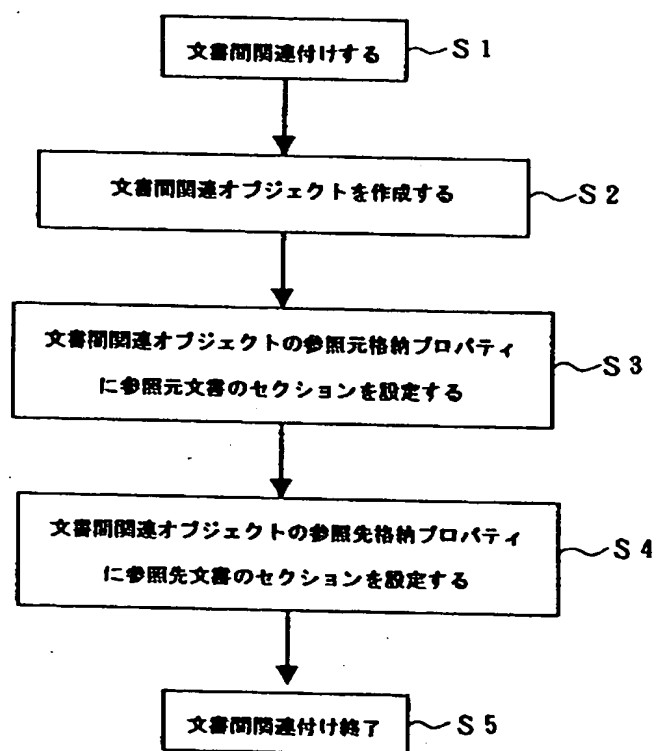 文書間関連付けする S1
文書間関連オブジェクトを作成する S2
文書間関連オブジェクトの参照元格納プロパティ
に参照元文書のセクションを設定する S3
文書間関連オブジェクトの参照先格納プロパティ
に参照先文書のセクションを設定する S4
文書間関連付け終了 S5